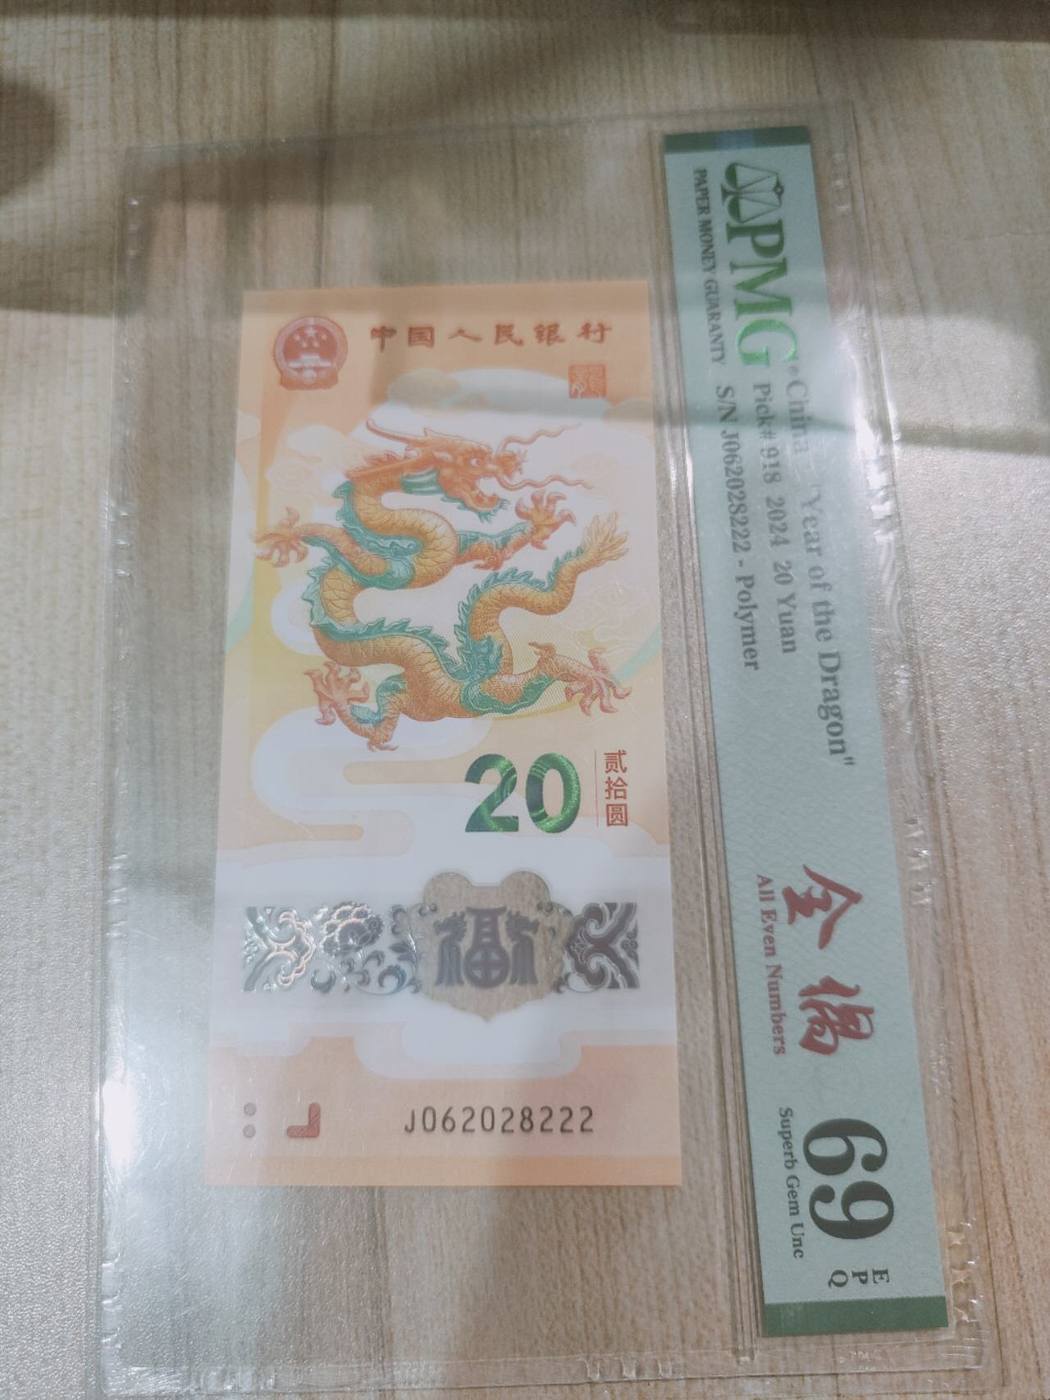 中国人民银行
20
贰拾圆
福
J062028222
PMG
PAPER MONEY GUARANTY
China "Year of the Dragon"
Pick# 918 2024 20 Yuan
S/N J062028222 - Polymer
金偶
All Even Numbers
69
EPQ
Superb Gem Unc